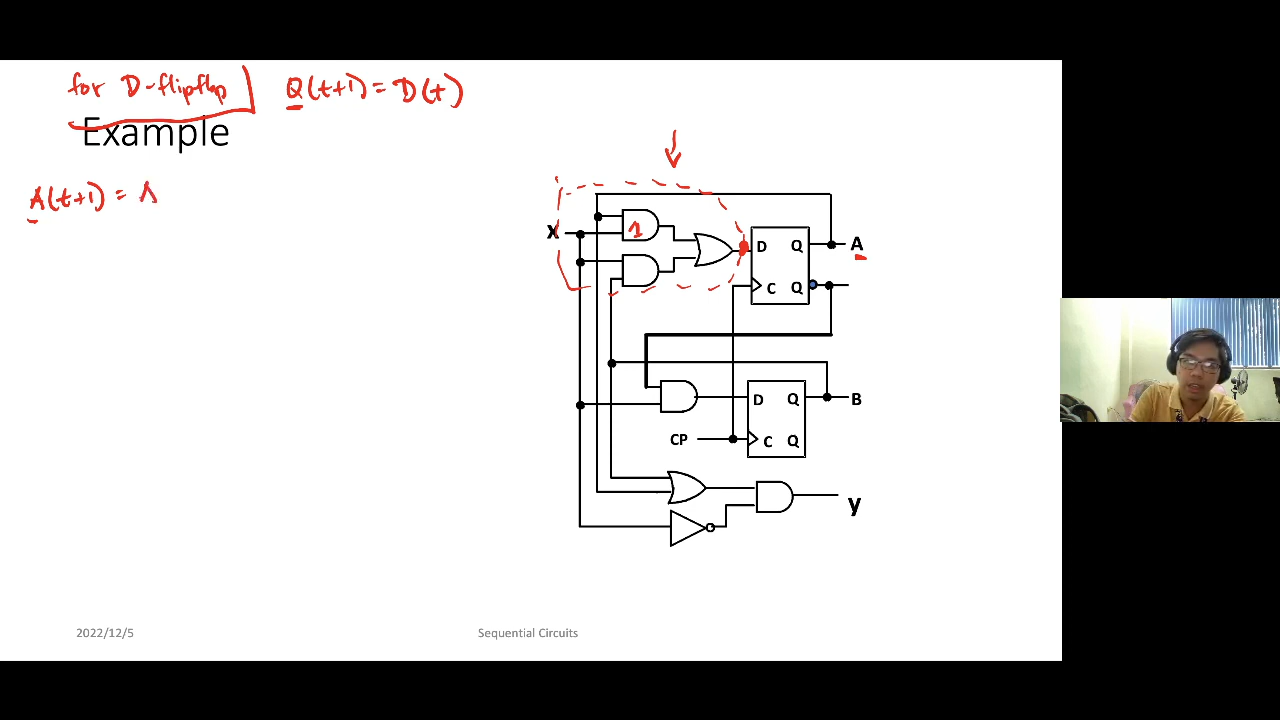 for D-flipflop Q(t+1) = D(t)
Example
A(t+1) = A
X
1
D Q
A
C Q
D Q
B
CP
C Q
y
2022/12/5
Sequential Circuits